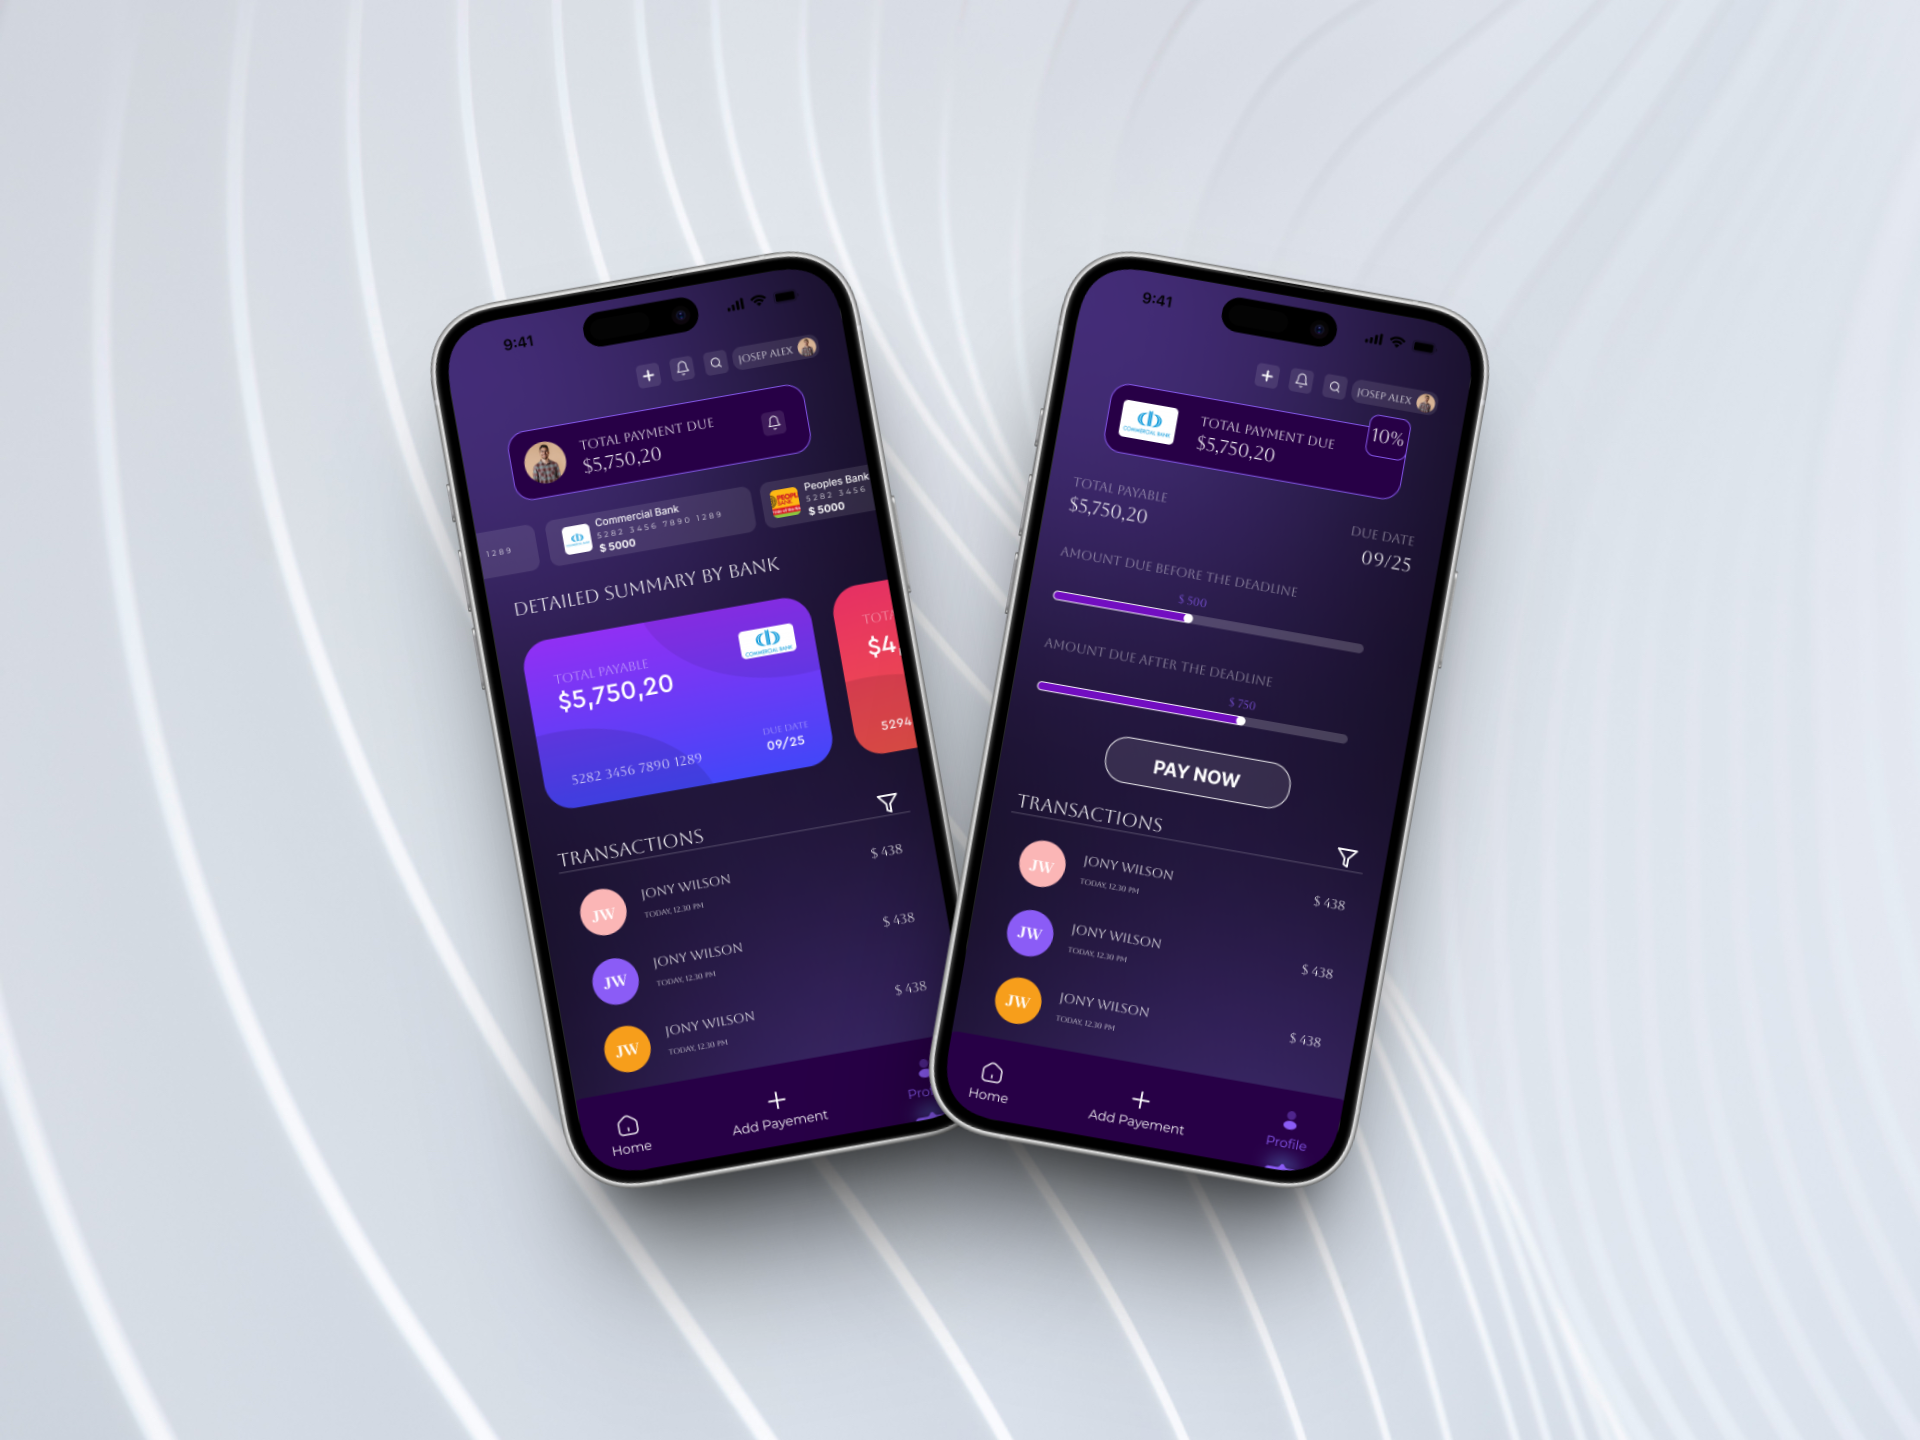 9:41
JOSEP ALEX
TOTAL PAYMENT DUE
$5,750,20
1289
Commercial Bank
5282 3456 7890 1289
$ 5000
PEOPL
BANK
Peoples Bank
5282 3456
$ 5000
DETAILED SUMMARY BY BANK
COMMERCIAL BANK
TOTAL PAYABLE
$5,750,20
DUE DATE
09/25
5282 3456 7890 1289
TOTA
$4,
5294
TRANSACTIONS
JW
JONY WILSON
TODAY, 12.30 PM
$ 438
JW
JONY WILSON
TODAY, 12.30 PM
$ 438
JW
JONY WILSON
TODAY, 12.30 PM
$ 438
Home
Add Payement
Pro
9:41
JOSEP ALEX
COMMERCIAL BANK
TOTAL PAYMENT DUE
$5,750,20
10%
TOTAL PAYABLE
$5,750,20
DUE DATE
09/25
AMOUNT DUE BEFORE THE DEADLINE
$ 500
AMOUNT DUE AFTER THE DEADLINE
$ 750
PAY NOW
TRANSACTIONS
JW
JONY WILSON
TODAY, 12.30 PM
$ 438
JW
JONY WILSON
TODAY, 12.30 PM
$ 438
JW
JONY WILSON
TODAY, 12.30 PM
$ 438
Home
Add Payement
Profile